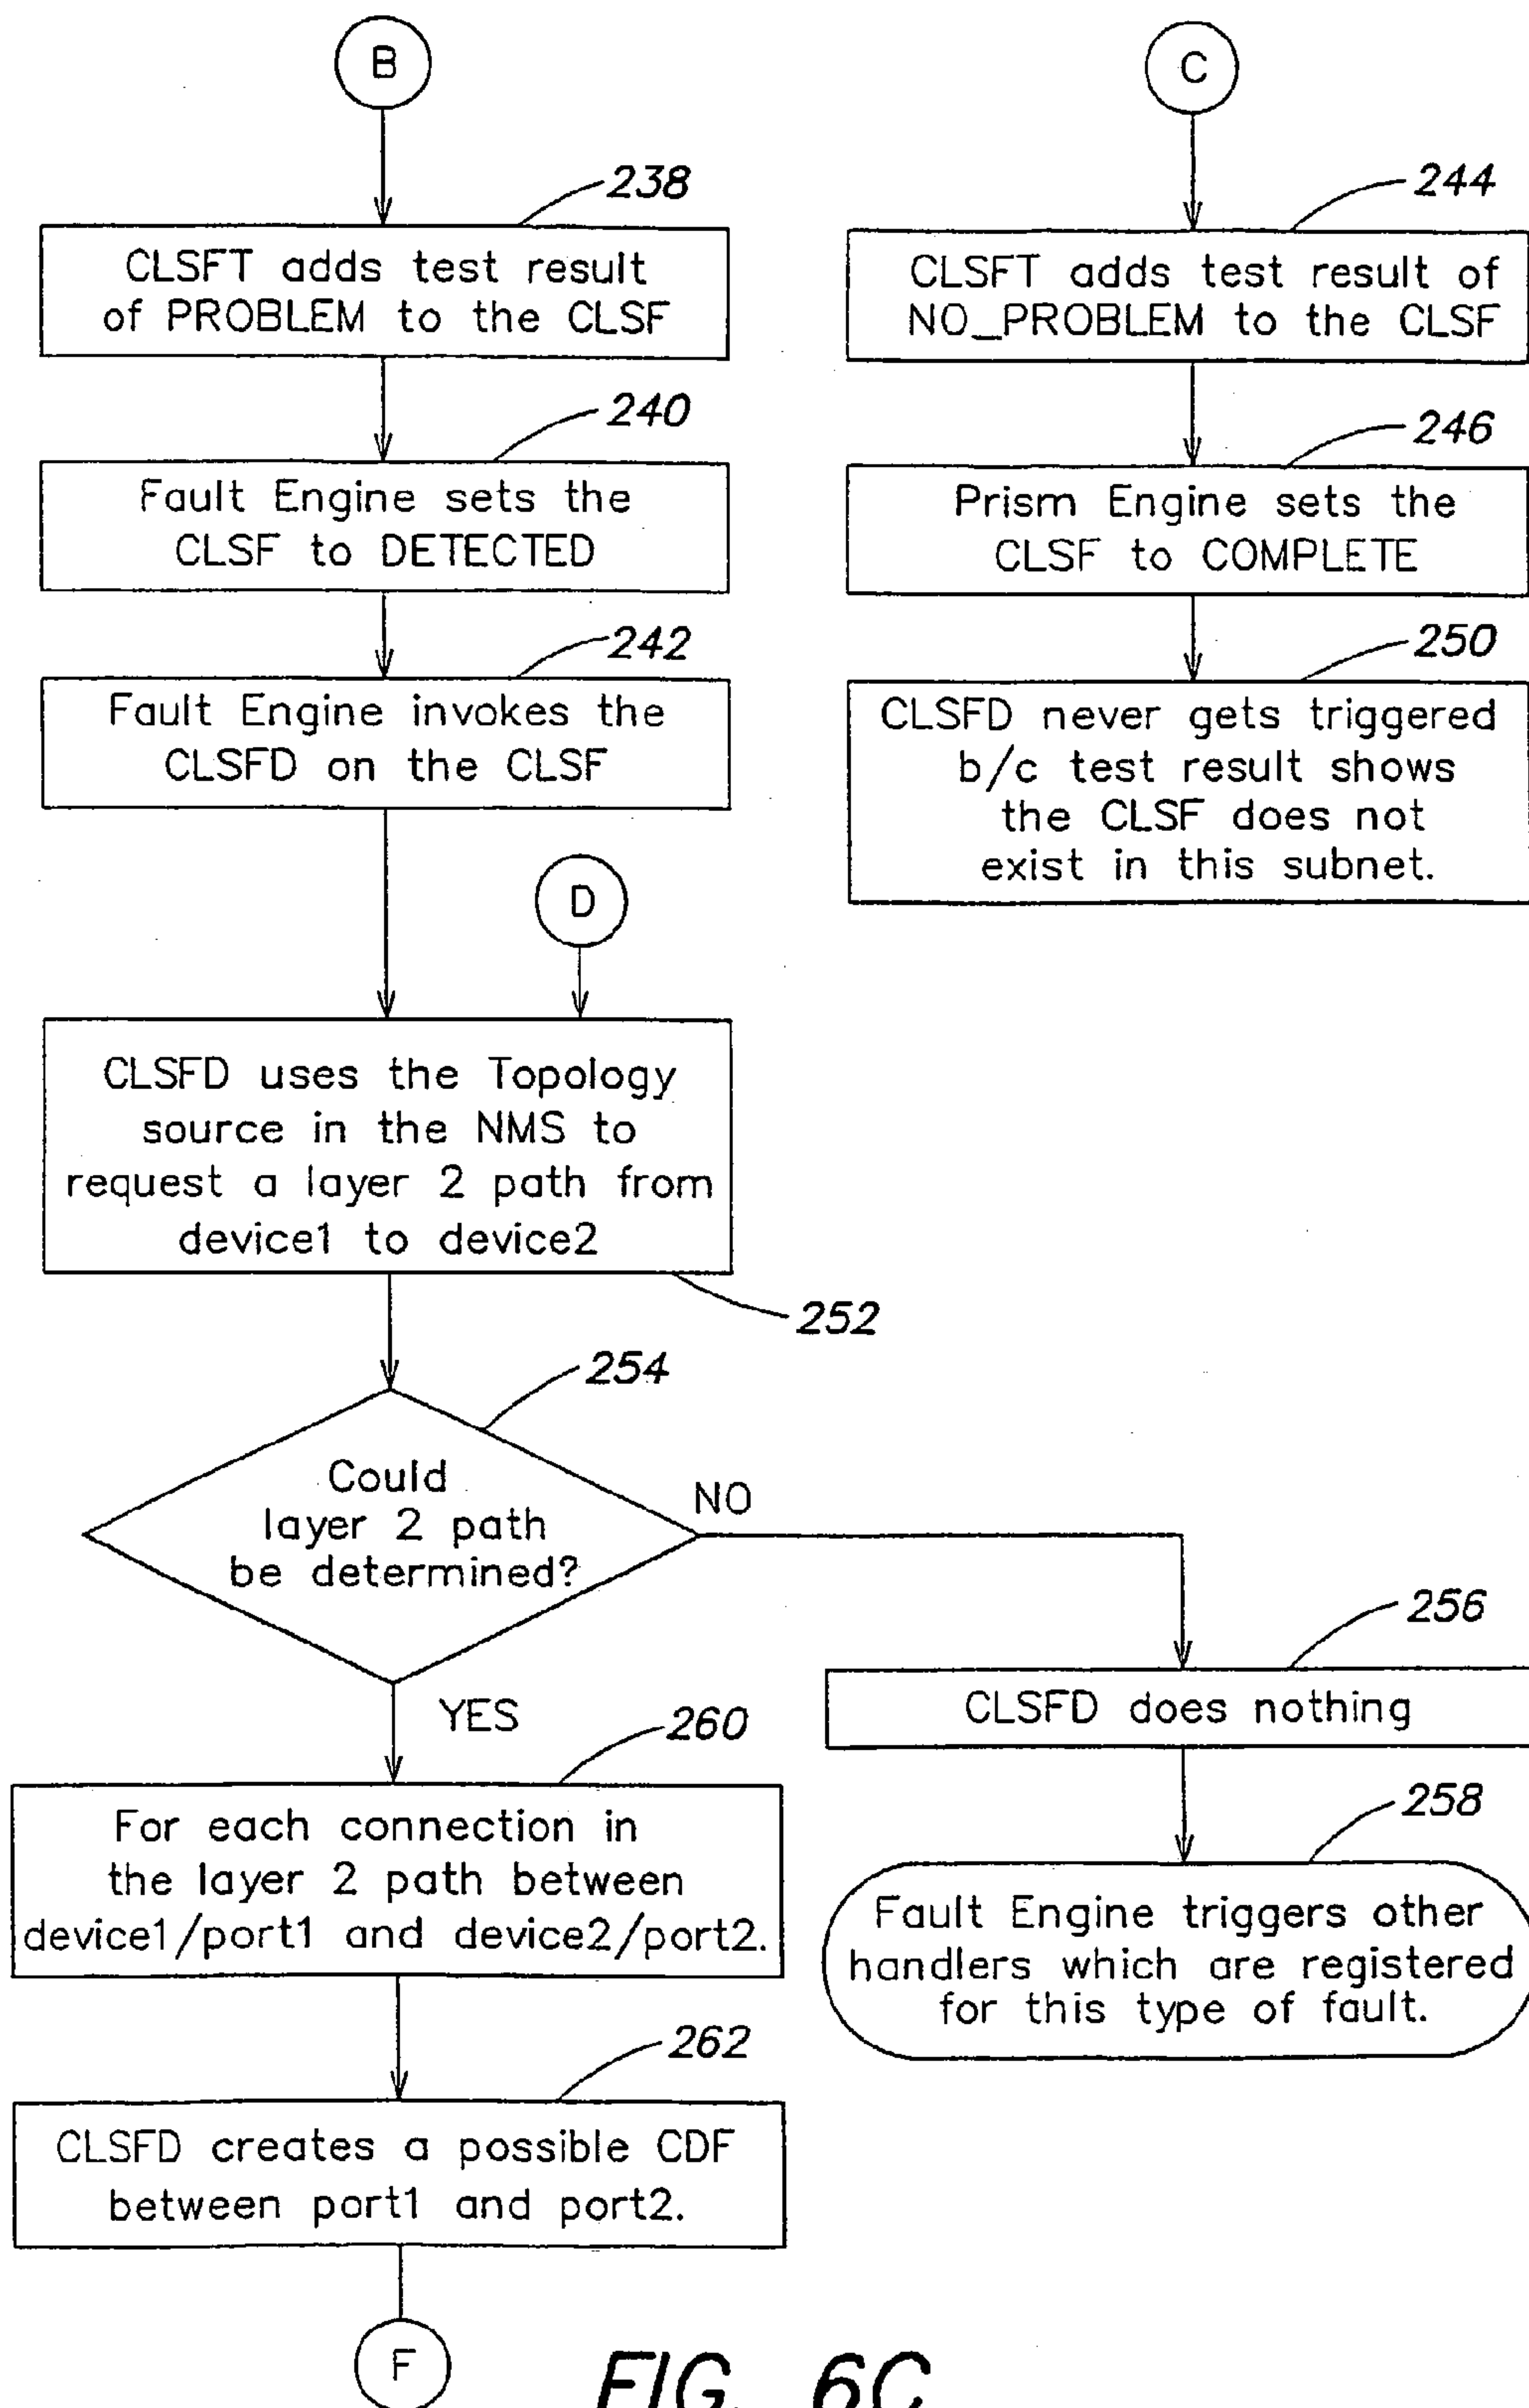 B
238
CLSFT adds test result
of PROBLEM to the CLSF
240
Fault Engine sets the
CLSF to DETECTED
242
Fault Engine invokes the
CLSFD on the CLSF
D
CLSFD uses the Topology
source in the NMS to
request a layer 2 path from
device1 to device2
252
254
Could
layer 2 path
be determined?
NO
YES
260
For each connection in
the layer 2 path between
device1/port1 and device2/port2.
262
CLSFD creates a possible CDF
between port1 and port2.
F
C
244
CLSFT adds test result of
NO_PROBLEM to the CLSF
246
Prism Engine sets the
CLSF to COMPLETE
250
CLSFD never gets triggered
b/c test result shows
the CLSF does not
exist in this subnet.
256
CLSFD does nothing
258
Fault Engine triggers other
handlers which are registered
for this type of fault.
FIG. 6C